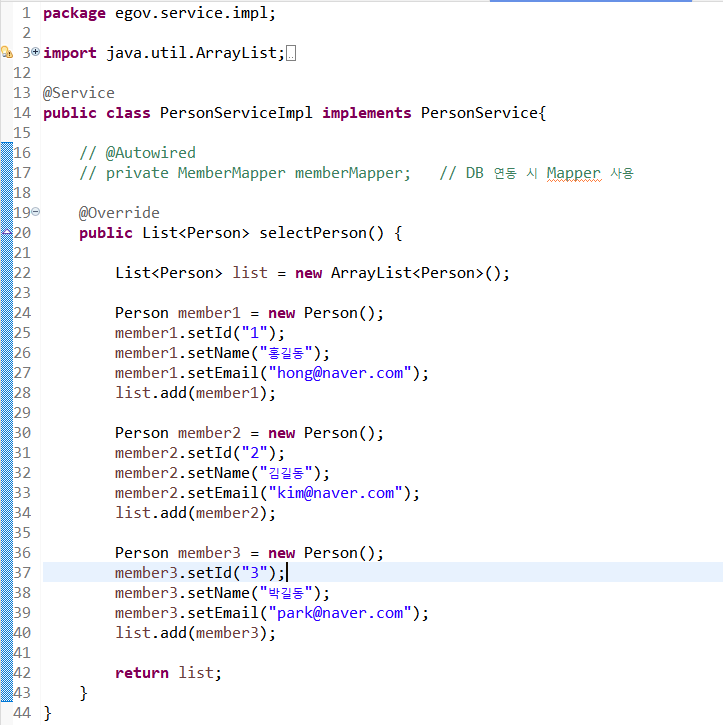 1 package egov.service.impl;
2
3 import java.util.ArrayList;
12
13 @Service
14 public class PersonServiceImpl implements PersonService{
15
16     // @Autowired
17     // private MemberMapper memberMapper;   // DB 연동 시 Mapper 사용
18
19     @Override
20     public List<Person> selectPerson() {
21
22         List<Person> list = new ArrayList<Person>();
23
24         Person member1 = new Person();
25         member1.setId("1");
26         member1.setName("홍길동");
27         member1.setEmail("hong@naver.com");
28         list.add(member1);
29
30         Person member2 = new Person();
31         member2.setId("2");
32         member2.setName("김길동");
33         member2.setEmail("kim@naver.com");
34         list.add(member2);
35
36         Person member3 = new Person();
37         member3.setId("3");
38         member3.setName("박길동");
39         member3.setEmail("park@naver.com");
40         list.add(member3);
41
42         return list;
43     }
44 }